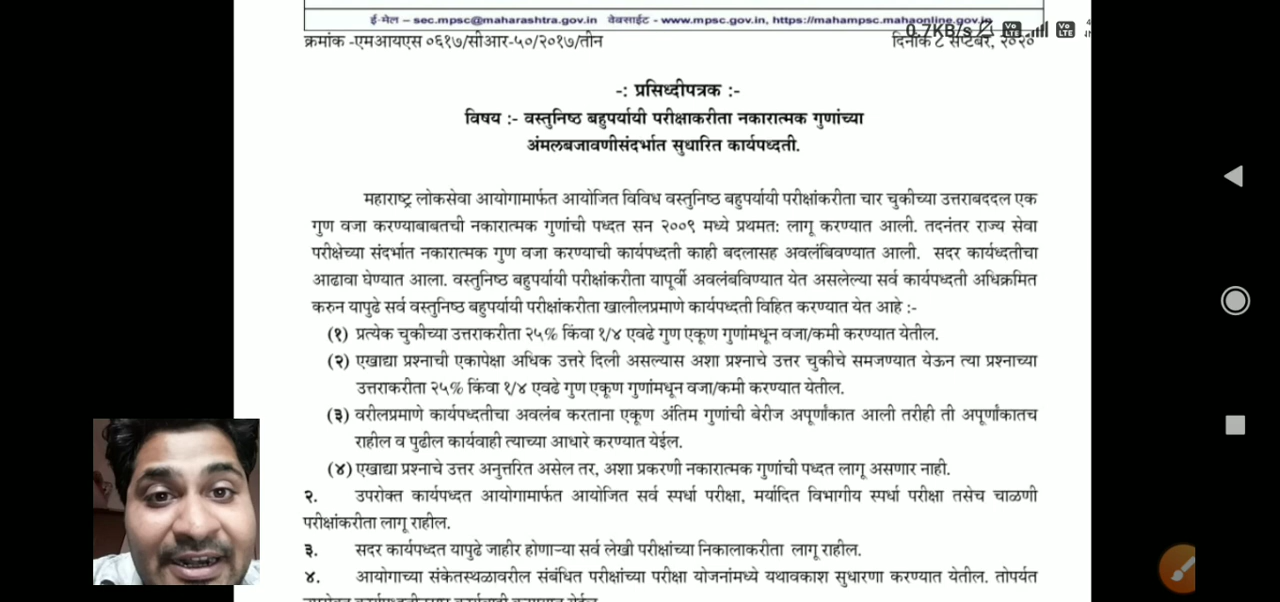 ई-मेल – sec.mpsc@maharashtra.gov.in वेबसाईट - www.mpsc.gov.in, https://mahampsc.mahaonline.gov.in
0.7KB/s
क्रमांक -एमआयएस ०६१७/सीआर-५०/२०१७/तीन दिनांक ८ सप्टेंबर, २०२०
-: प्रसिध्दीपत्रक :-
विषय :- वस्तुनिष्ठ बहुपर्यायी परीक्षाकरीता नकारात्मक गुणांच्या
अंमलबजावणीसंदर्भात सुधारित कार्यपध्दती.
महाराष्ट्र लोकसेवा आयोगामार्फत आयोजित विविध वस्तुनिष्ठ बहुपर्यायी परीक्षांकरीता चार चुकीच्या उत्तराबददल एक
गुण वजा करण्याबाबतची नकारात्मक गुणांची पध्दत सन २००९ मध्ये प्रथमत: लागू करण्यात आली. तदनंतर राज्य सेवा
परीक्षेच्या संदर्भात नकारात्मक गुण वजा करण्याची कार्यपध्दती काही बदलासह अवलंबिवण्यात आली. सदर कार्यध्दतीचा
आढावा घेण्यात आला. वस्तुनिष्ठ बहुपर्यायी परीक्षांकरीता यापूर्वी अवलंबविण्यात येत असलेल्या सर्व कार्यपध्दती अधिक्रमित
करुन यापुढे सर्व वस्तुनिष्ठ बहुपर्यायी परीक्षांकरीता खालीलप्रमाणे कार्यपध्दती विहित करण्यात येत आहे :-
(१) प्रत्येक चुकीच्या उत्तराकरीता २५% किंवा १/४ एवढे गुण एकूण गुणांमधून वजा/कमी करण्यात येतील.
(२) एखाद्या प्रश्नाची एकापेक्षा अधिक उत्तरे दिली असल्यास अशा प्रश्नाचे उत्तर चुकीचे समजण्यात येऊन त्या प्रश्नाच्या
उत्तराकरीता २५% किंवा १/४ एवढे गुण एकूण गुणांमधून वजा/कमी करण्यात येतील.
(३) वरीलप्रमाणे कार्यपध्दतीचा अवलंब करताना एकूण अंतिम गुणांची बेरीज अपूर्णांकात आली तरीही ती अपूर्णांकातच
राहील व पुढील कार्यवाही त्याच्या आधारे करण्यात येईल.
(४) एखाद्या प्रश्नाचे उत्तर अनुत्तरित असेल तर, अशा प्रकरणी नकारात्मक गुणांची पध्दत लागू असणार नाही.
२. उपरोक्त कार्यपध्दत आयोगामार्फत आयोजित सर्व स्पर्धा परीक्षा, मर्यादित विभागीय स्पर्धा परीक्षा तसेच चाळणी
परीक्षांकरीता लागू राहील.
३. सदर कार्यपध्दत यापुढे जाहीर होणाऱ्या सर्व लेखी परीक्षांच्या निकालाकरीता लागू राहील.
४. आयोगाच्या संकेतस्थळावरील संबंधित परीक्षांच्या परीक्षा योजनांमध्ये यथावकाश सुधारणा करण्यात येतील. तोपर्यत